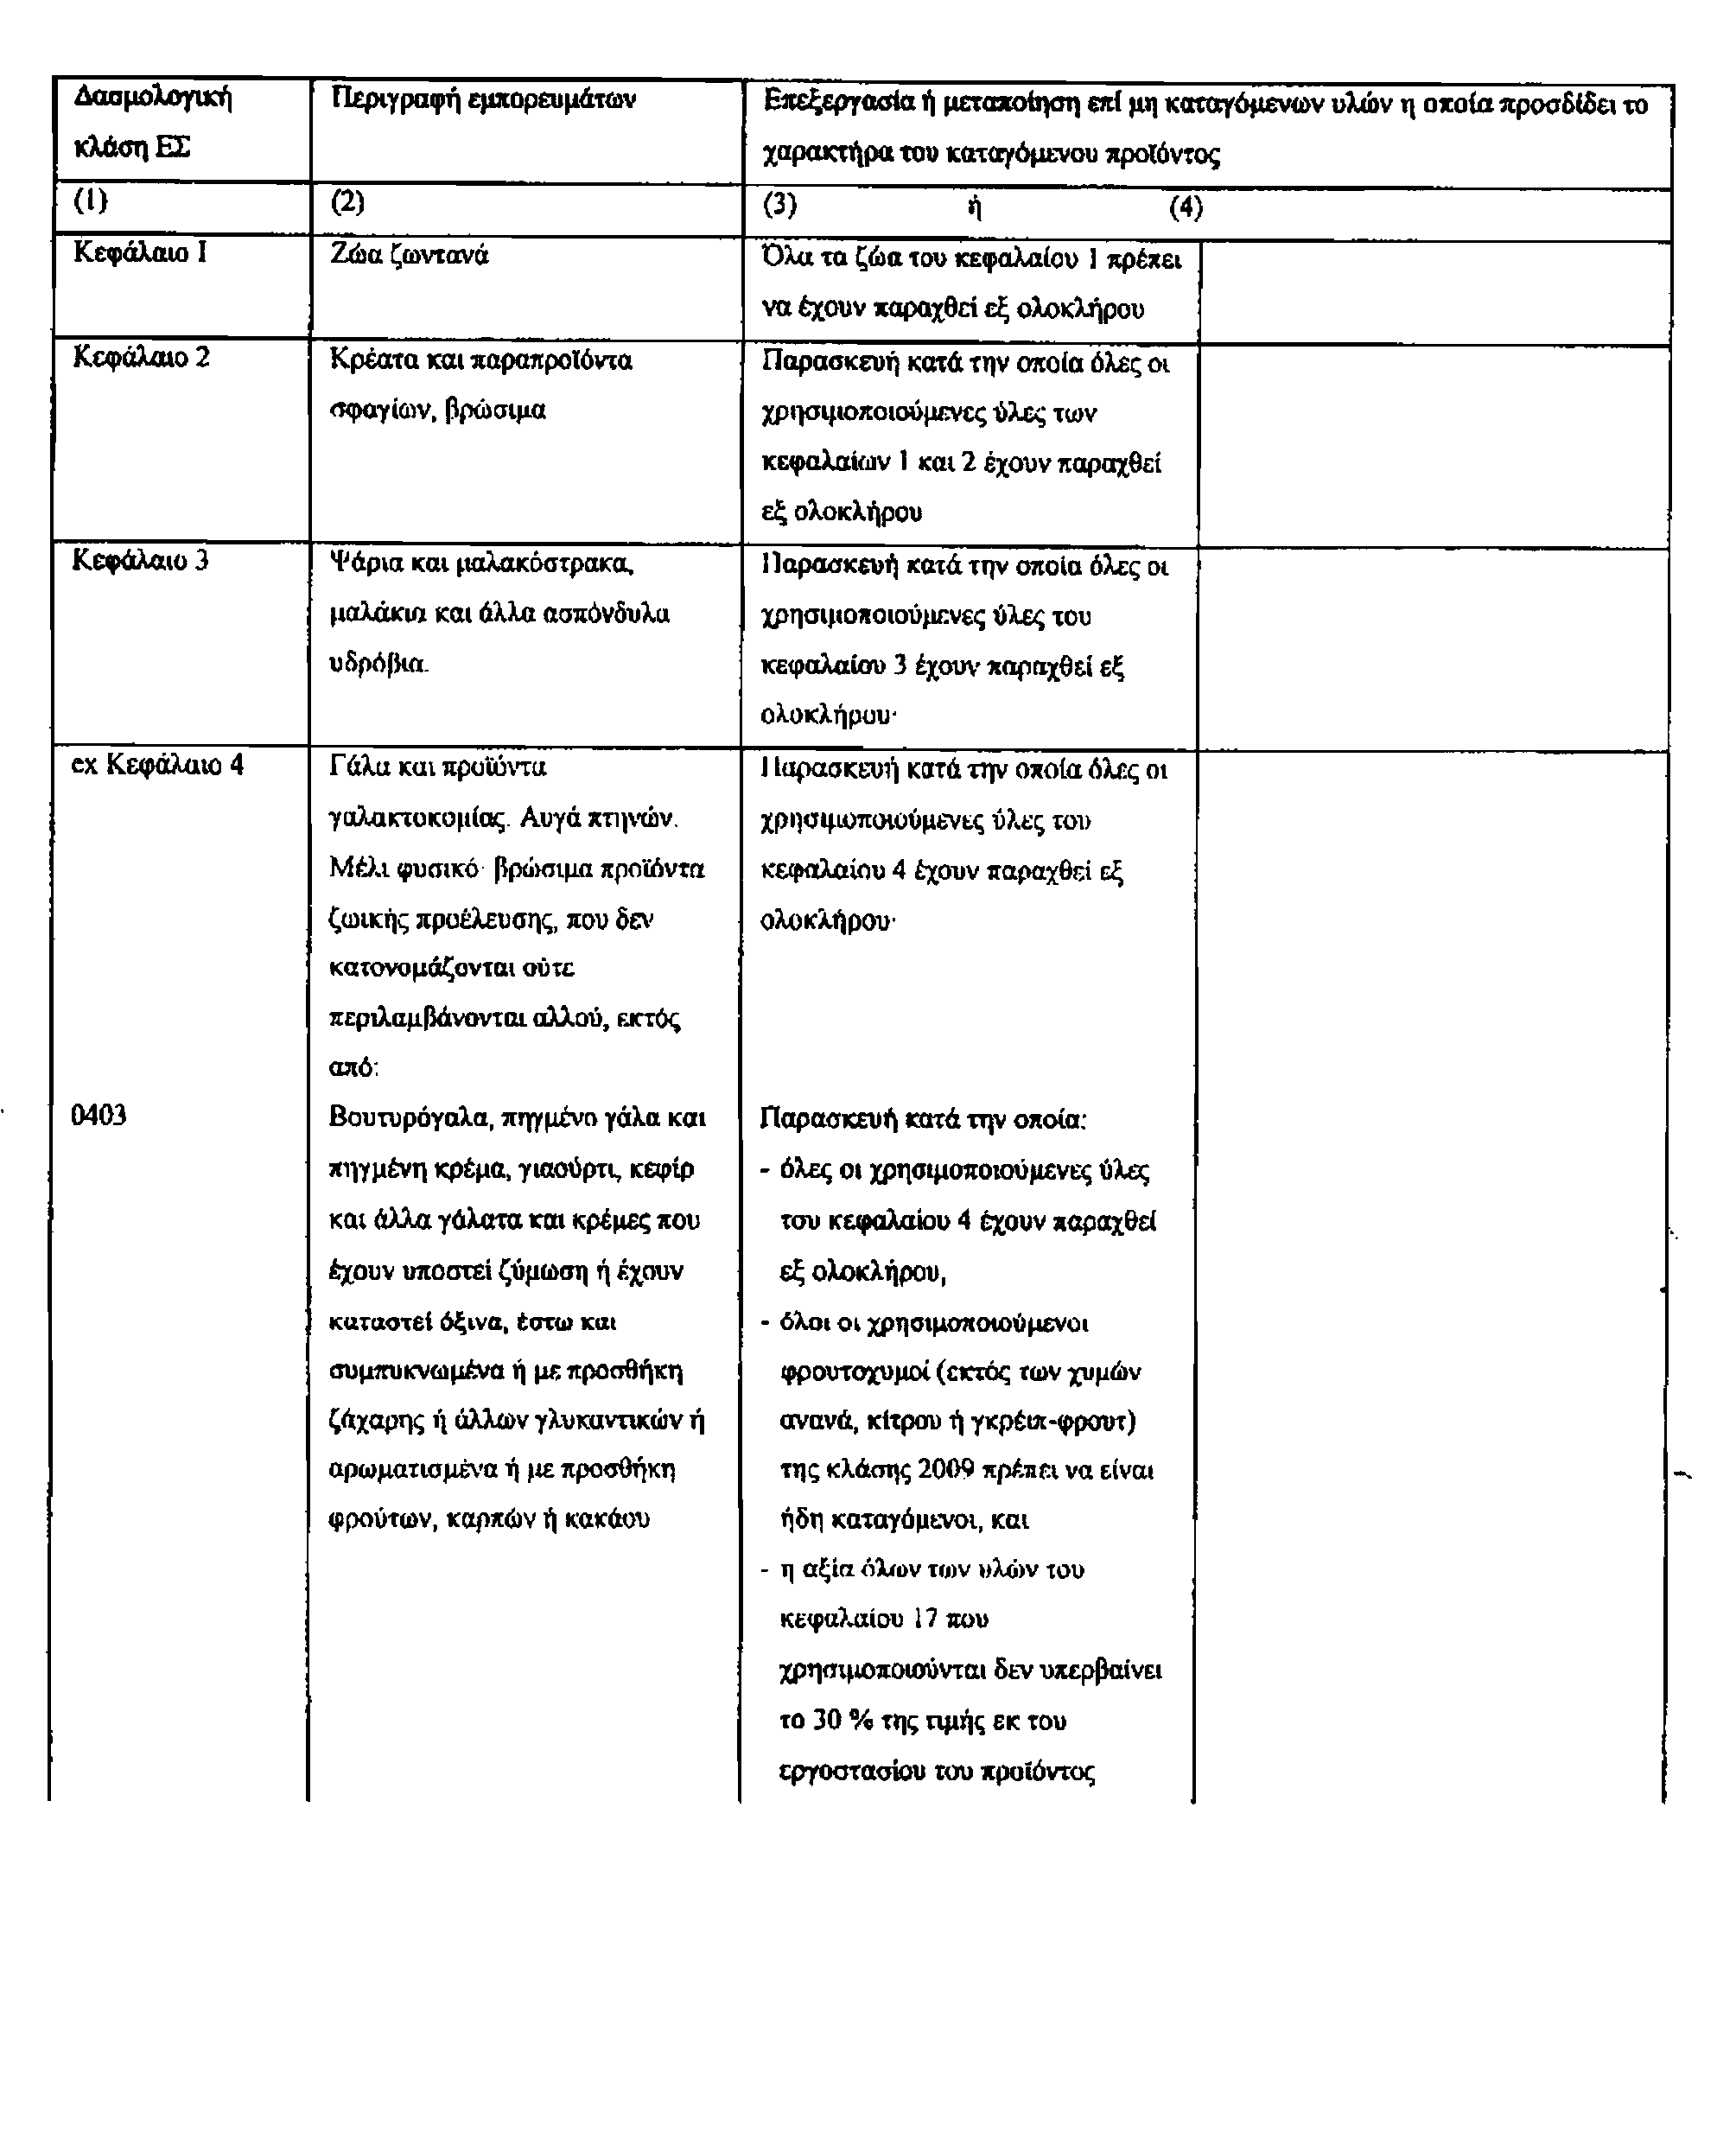 Δασμολογική
κλάση ΕΣ
Περιγραφή εμπορευμάτων
Επεξεργασία ή μεταποίηση επί μη καταγόμενων υλών η οποία προσδίδει το
χαρακτήρα του καταγόμενου προϊόντος
(1)
(2)
(3) ή (4)
Κεφάλαιο 1
Ζώα ζωντανά
Όλα τα ζώα του κεφαλαίου 1 πρέπει
να έχουν παραχθεί εξ ολοκλήρου
Κεφάλαιο 2
Κρέατα και παραπροϊόντα
σφαγίων, βρώσιμα
Παρασκευή κατά την οποία όλες οι
χρησιμοποιούμενες ύλες των
κεφαλαίων 1 και 2 έχουν παραχθεί
εξ ολοκλήρου
Κεφάλαιο 3
Ψάρια και μαλακόστρακα,
μαλάκια και άλλα ασπόνδυλα
υδρόβια.
Παρασκευή κατά την οποία όλες οι
χρησιμοποιούμενες ύλες του
κεφαλαίου 3 έχουν παραχθεί εξ
ολοκλήρου·
ex Κεφάλαιο 4
Γάλα και προϊόντα
γαλακτοκομίας. Αυγά πτηνών.
Μέλι φυσικό· βρώσιμα προϊόντα
ζωικής προέλευσης, που δεν
κατονομάζονται ούτε
περιλαμβάνονται αλλού, εκτός
από:
Παρασκευή κατά την οποία όλες οι
χρησιμοποιούμενες ύλες του
κεφαλαίου 4 έχουν παραχθεί εξ
ολοκλήρου·
0403
Βουτυρόγαλα, πηγμένο γάλα και
πηγμένη κρέμα, γιαούρτι, κεφίρ
και άλλα γάλατα και κρέμες που
έχουν υποστεί ζύμωση ή έχουν
καταστεί όξινα, έστω και
συμπυκνωμένα ή με προσθήκη
ζάχαρης ή άλλων γλυκαντικών ή
αρωματισμένα ή με προσθήκη
φρούτων, καρπών ή κακάου
Παρασκευή κατά την οποία:
- όλες οι χρησιμοποιούμενες ύλες
του κεφαλαίου 4 έχουν παραχθεί
εξ ολοκλήρου,
- όλοι οι χρησιμοποιούμενοι
φρουτοχυμοί (εκτός των χυμών
ανανά, κίτρου ή γκρέιπ-φρουτ)
της κλάσης 2009 πρέπει να είναι
ήδη καταγόμενοι, και
- η αξία όλων των υλών του
κεφαλαίου 17 που
χρησιμοποιούνται δεν υπερβαίνει
το 30 % της τιμής εκ του
εργοστασίου του προϊόντος